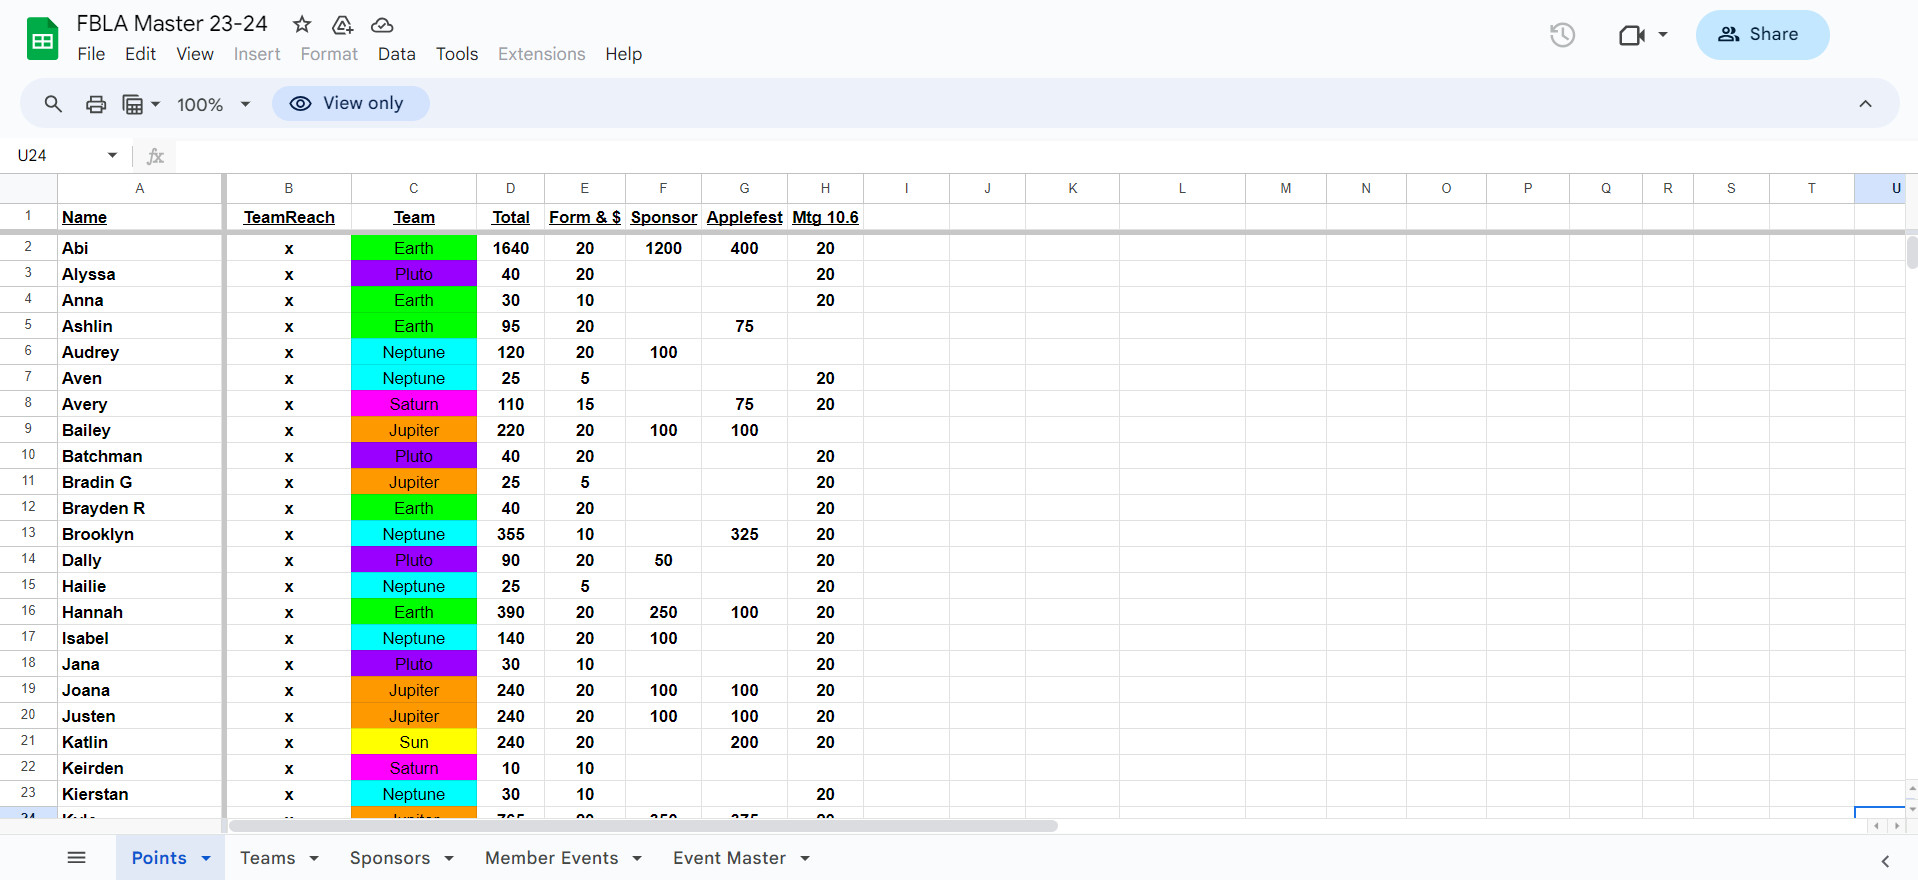 FBLA Master 23-24
File Edit View Insert Format Data Tools Extensions Help
Share
100% View only
U24 fx
A B C D E F G H I J K L M N O P Q R S T U
1 Name TeamReach Team Total Form & $ Sponsor Applefest Mtg 10.6
2 Abi x Earth 1640 20 1200 400 20
3 Alyssa x Pluto 40 20 20
4 Anna x Earth 30 10 20
5 Ashlin x Earth 95 20 75
6 Audrey x Neptune 120 20 100
7 Aven x Neptune 25 5 20
8 Avery x Saturn 110 15 75 20
9 Bailey x Jupiter 220 20 100 100
10 Batchman x Pluto 40 20 20
11 Bradin G x Jupiter 25 5 20
12 Brayden R x Earth 40 20 20
13 Brooklyn x Neptune 355 10 325 20
14 Dally x Pluto 90 20 50 20
15 Hailie x Neptune 25 5 20
16 Hannah x Earth 390 20 250 100 20
17 Isabel x Neptune 140 20 100 20
18 Jana x Pluto 30 10 20
19 Joana x Jupiter 240 20 100 100 20
20 Justen x Jupiter 240 20 100 100 20
21 Katlin x Sun 240 20 200 20
22 Keirden x Saturn 10 10
23 Kierstan x Neptune 30 10 20
24 Jupiter
Points Teams Sponsors Member Events Event Master